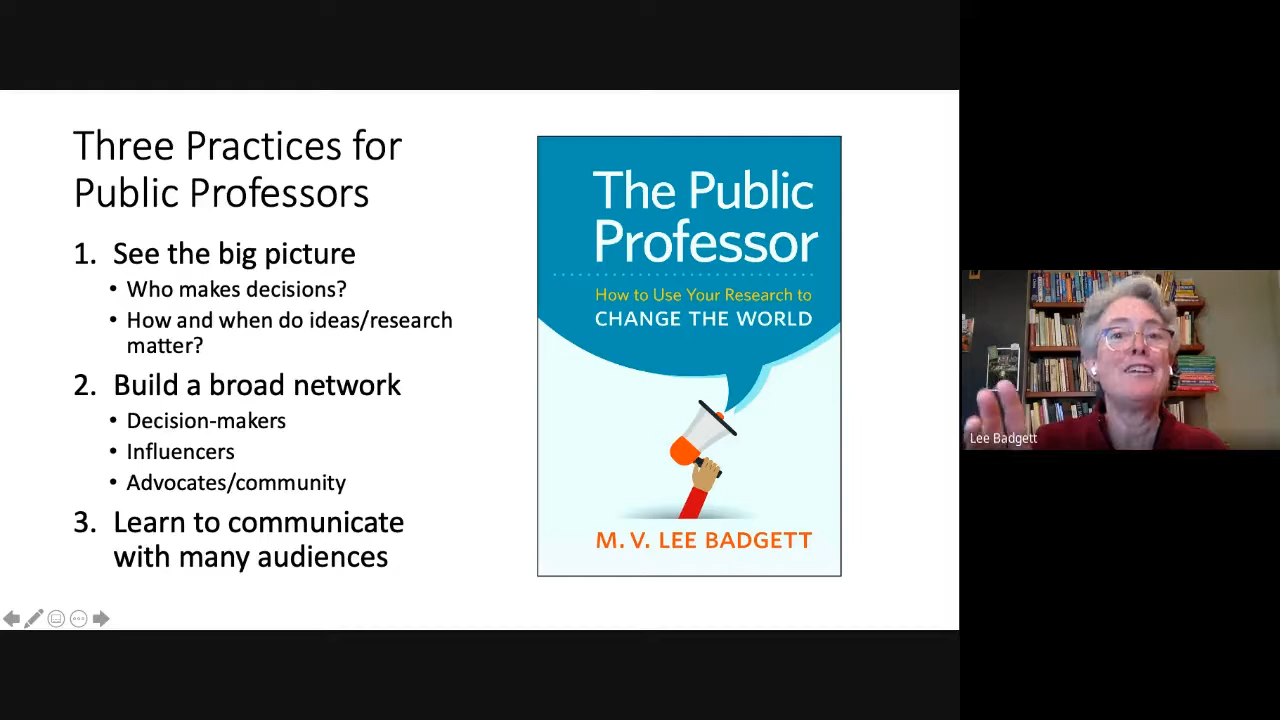 Three Practices for
Public Professors
1. See the big picture
• Who makes decisions?
• How and when do ideas/research
matter?
2. Build a broad network
• Decision-makers
• Influencers
• Advocates/community
3. Learn to communicate
with many audiences
The Public
Professor
How to Use Your Research to
CHANGE THE WORLD
M. V. LEE BADGETT
Lee Badgett